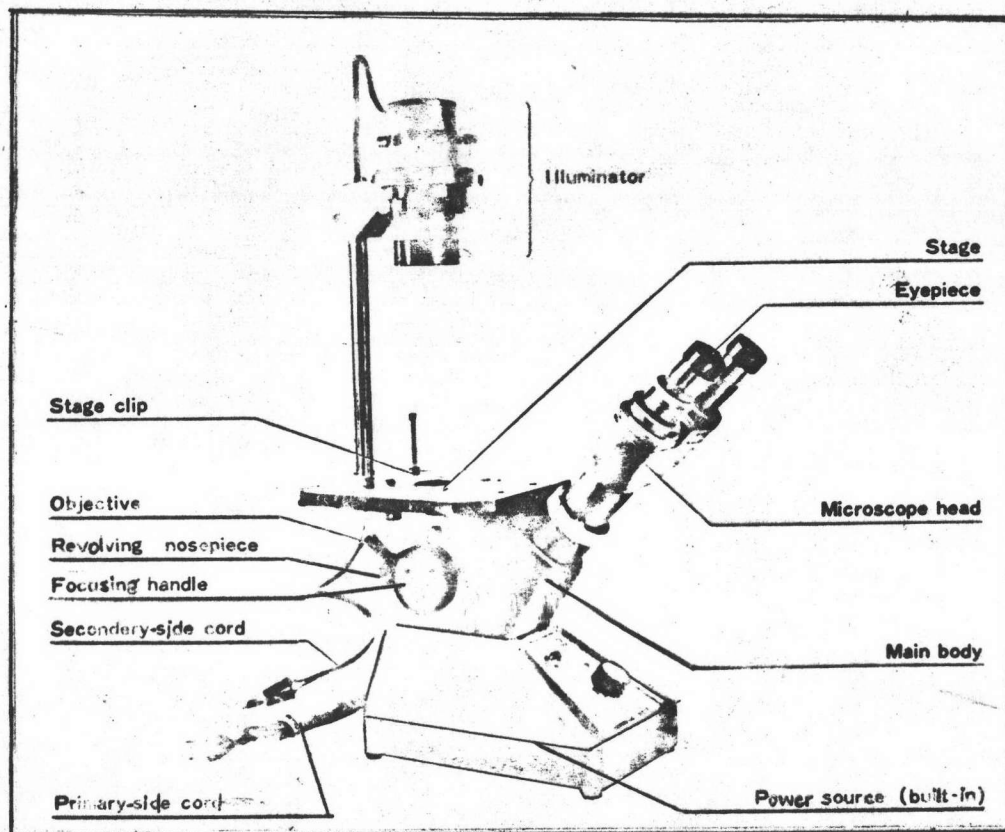 Illuminator
Stage
Eyepiece
Stage clip
Objective
Microscope head
Revolving nosepiece
Focusing handle
Secondery-side cord
Main body
Primary-side cord
Power source (built-in)